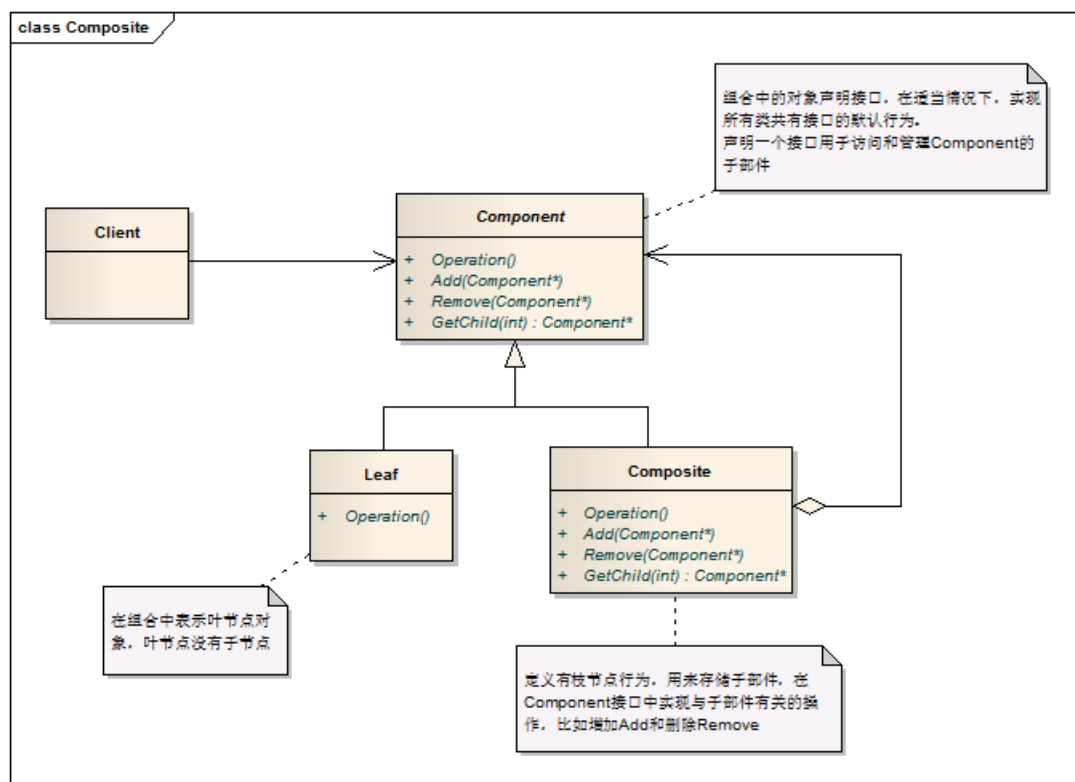 class Composite
组合中的对象声明接口，在适当情况下，实现
所有类共有接口的默认行为。
声明一个接口用于访问和管理Component的
子部件
Component
+ Operation()
+ Add(Component*)
+ Remove(Component*)
+ GetChild(int) : Component*
Client
Leaf
+ Operation()
Composite
+ Operation()
+ Add(Component*)
+ Remove(Component*)
+ GetChild(int) : Component*
在组合中表示叶节点对
象，叶节点没有子节点
定义有枝节点行为，用来存储子部件，在
Component接口中实现与子部件有关的操
作，比如增加Add和删除Remove